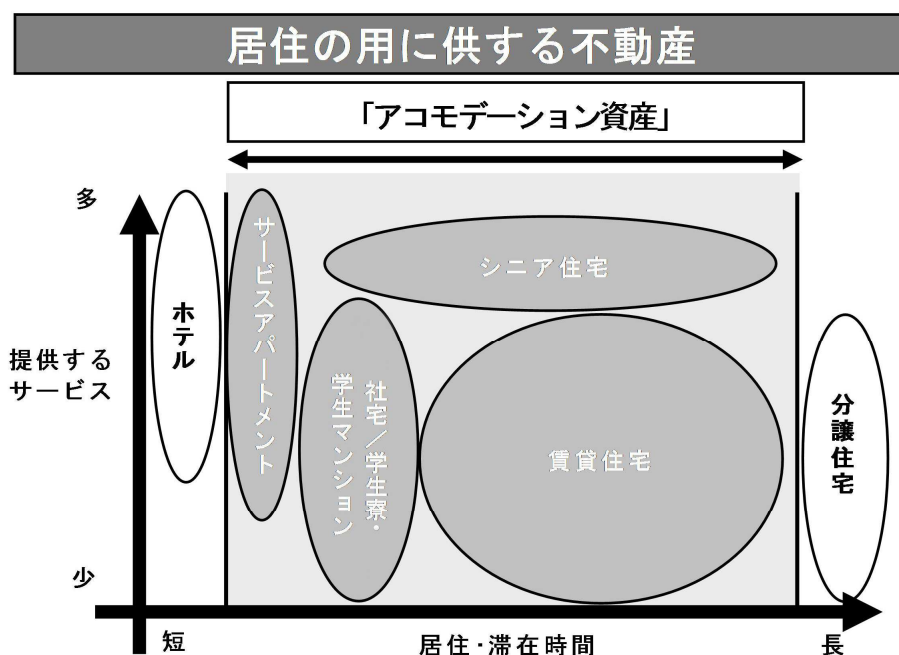 居住の用に供する不動産
「アコモデーション資産」
多
提供する
サービス
少
ホテル
サービスアパートメント
シニア住宅
社宅／学生寮・
学生マンション
賃貸住宅
分譲住宅
短
居住・滞在時間
長